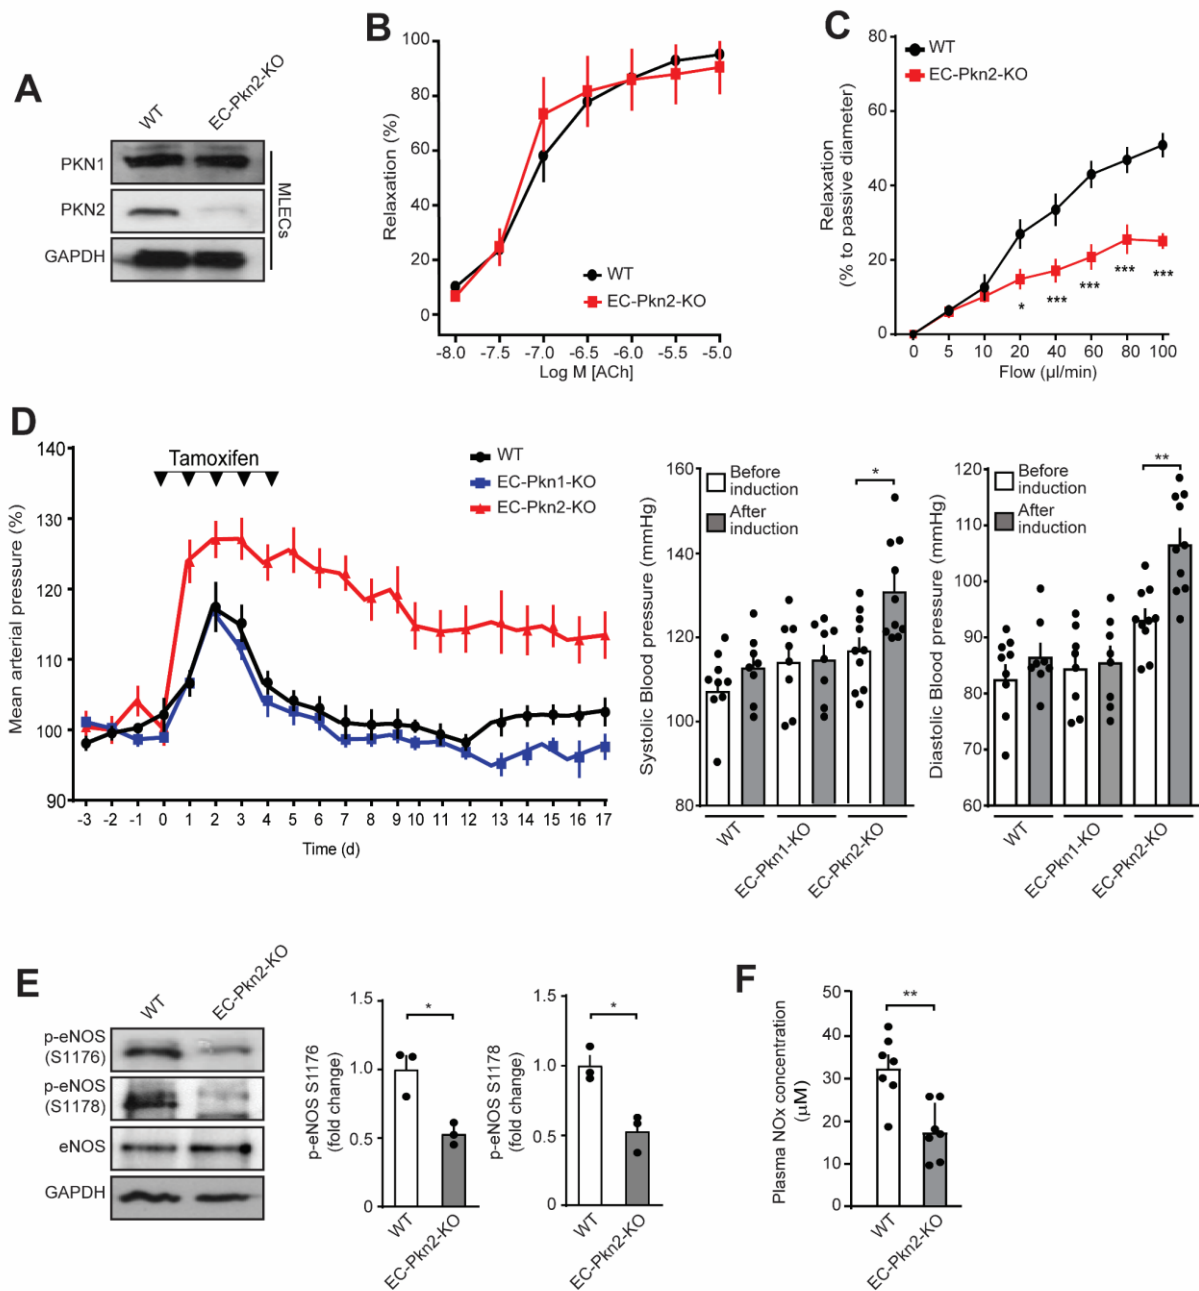 A
WT
EC-Pkn2-KO
PKN1
PKN2
GAPDH
MLECs
B
Relaxation (%)
100
80
60
40
20
0
WT
EC-Pkn2-KO
-8.0 -7.5 -7.0 -6.5 -6.0 -5.5 -5.0
Log M [ACh]
C
Relaxation
(% to passive diameter)
80
60
40
20
0
WT
EC-Pkn2-KO
* *** *** *** ***
0 5 10 20 40 60 80 100
Flow (µl/min)
D
Mean arterial pressure (%)
140
130
120
110
100
90
Tamoxifen
WT
EC-Pkn1-KO
EC-Pkn2-KO
-3 -2 -1 0 1 2 3 4 5 6 7 8 9 10 11 12 13 14 15 16 17
Time (d)
Systolic Blood pressure (mmHg)
160
140
120
100
80
Before
induction
After
induction
*
WT
EC-Pkn1-KO
EC-Pkn2-KO
Diastolic Blood pressure (mmHg)
120
110
100
90
80
70
60
Before
induction
After
induction
**
WT
EC-Pkn1-KO
EC-Pkn2-KO
E
WT
EC-Pkn2-KO
p-eNOS
(S1176)
p-eNOS
(S1178)
eNOS
GAPDH
p-eNOS S1176
(fold change)
1.5
1.0
0.5
0
*
WT
EC-Pkn2-KO
p-eNOS S1178
(fold change)
1.5
1.0
0.5
0
*
WT
EC-Pkn2-KO
F
Plasma NOx concentration
(µM)
50
40
30
20
10
0
**
WT
EC-Pkn2-KO